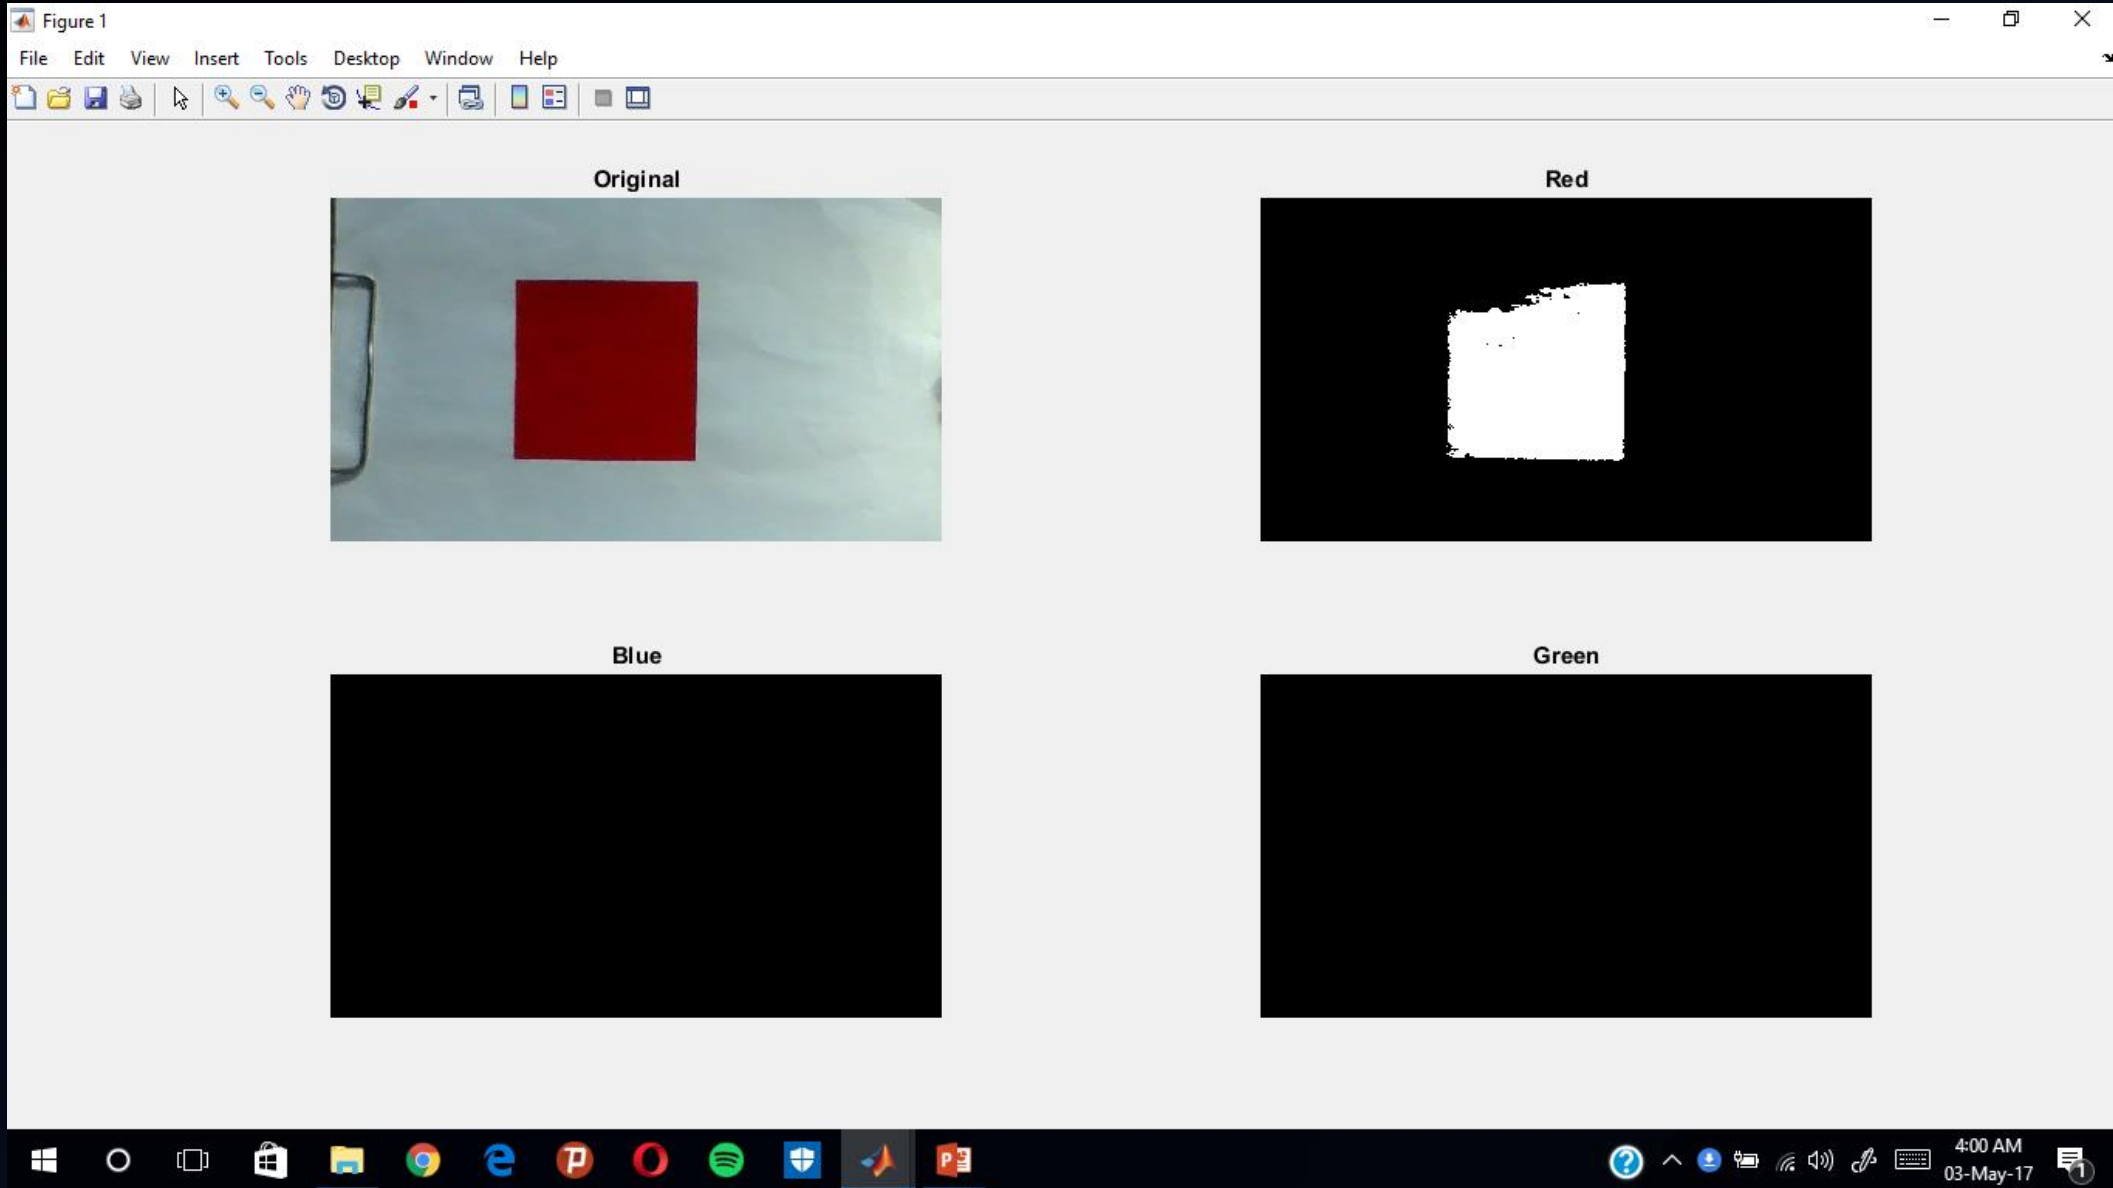 Figure 1
File Edit View Insert Tools Desktop Window Help
Original
Red
Blue
Green
4:00 AM
03-May-17
1